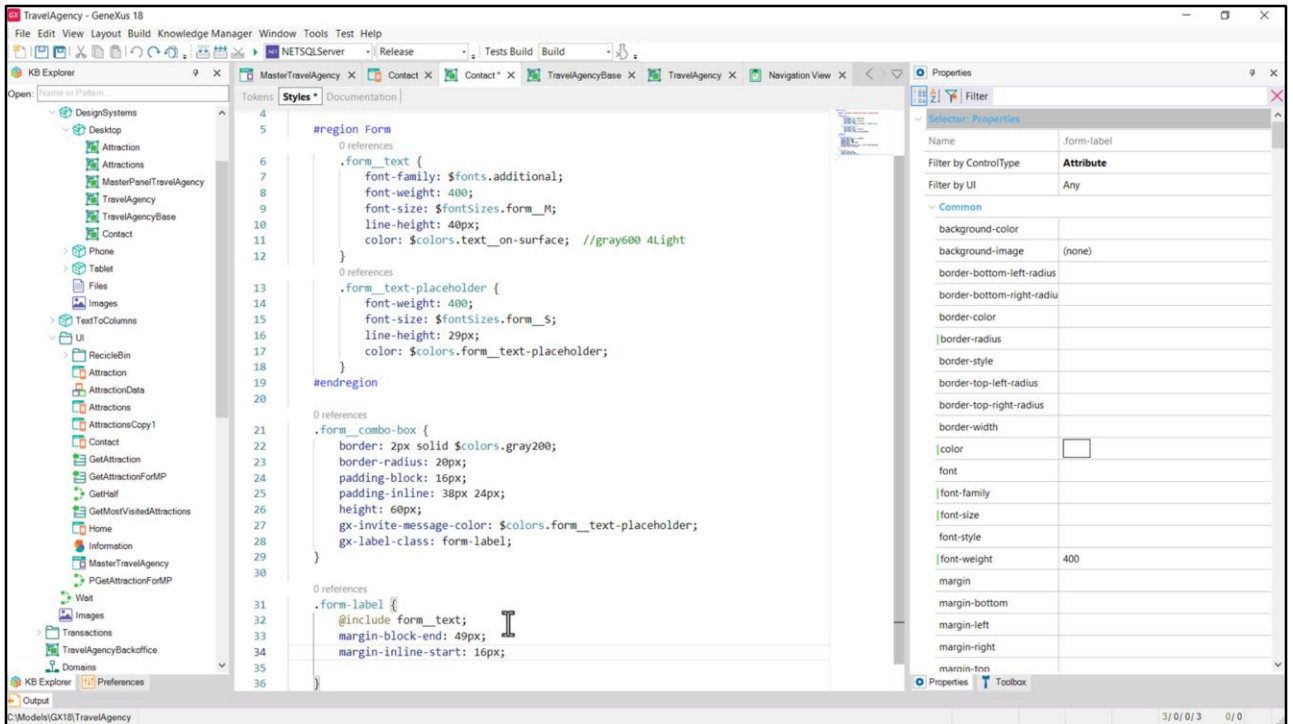 TravelAgency - GeneXus 18
File Edit View Layout Build Knowledge Manager Window Tools Test Help
NETSQLServer Release Tests Build Build
KB Explorer
Open: Name or Pattern...
DesignSystems
Desktop
Attraction
Attractions
MasterPanelTravelAgency
TravelAgency
TravelAgencyBase
Contact
Phone
Tablet
Files
Images
TextToColumns
UI
RecicleBin
Attraction
AttractionData
Attractions
AttractionsCopy1
Contact
GetAttraction
GetAttractionForMP
GetHalf
GetMostVisitedAttractions
Home
Information
MasterTravelAgency
PGetAttractionForMP
Wait
Images
Transactions
TravelAgencyBackoffice
Domains
KB Explorer Preferences
MasterTravelAgency X Contact X Contact * X TravelAgencyBase X TravelAgency X Navigation View X
Tokens Styles * Documentation
4
5 #region Form
0 references
6 .form__text {
7 font-family: $fonts.additional;
8 font-weight: 400;
9 font-size: $fontSizes.form__M;
10 line-height: 40px;
11 color: $colors.text__on-surface; //gray600 4Light
12 }
0 references
13 .form__text-placeholder {
14 font-weight: 400;
15 font-size: $fontSizes.form__S;
16 line-height: 29px;
17 color: $colors.form__text-placeholder;
18 }
19 #endregion
20
0 references
21 .form__combo-box {
22 border: 2px solid $colors.gray200;
23 border-radius: 20px;
24 padding-block: 16px;
25 padding-inline: 38px 24px;
26 height: 60px;
27 gx-invite-message-color: $colors.form__text-placeholder;
28 gx-label-class: form-label;
29 }
30
0 references
31 .form-label {
32 @include form__text;
33 margin-block-end: 49px;
34 margin-inline-start: 16px;
35
36 }
Properties
Filter
Selector: Properties
Name .form-label
Filter by ControlType Attribute
Filter by UI Any
Common
background-color
background-image (none)
border-bottom-left-radius
border-bottom-right-radiu
border-color
border-radius
border-style
border-top-left-radius
border-top-right-radius
border-width
color
font
font-family
font-size
font-style
font-weight 400
margin
margin-bottom
margin-left
margin-right
margin-top
Properties Toolbox
Output
C:\Models\GX18\TravelAgency 3/0/0/3 0/0